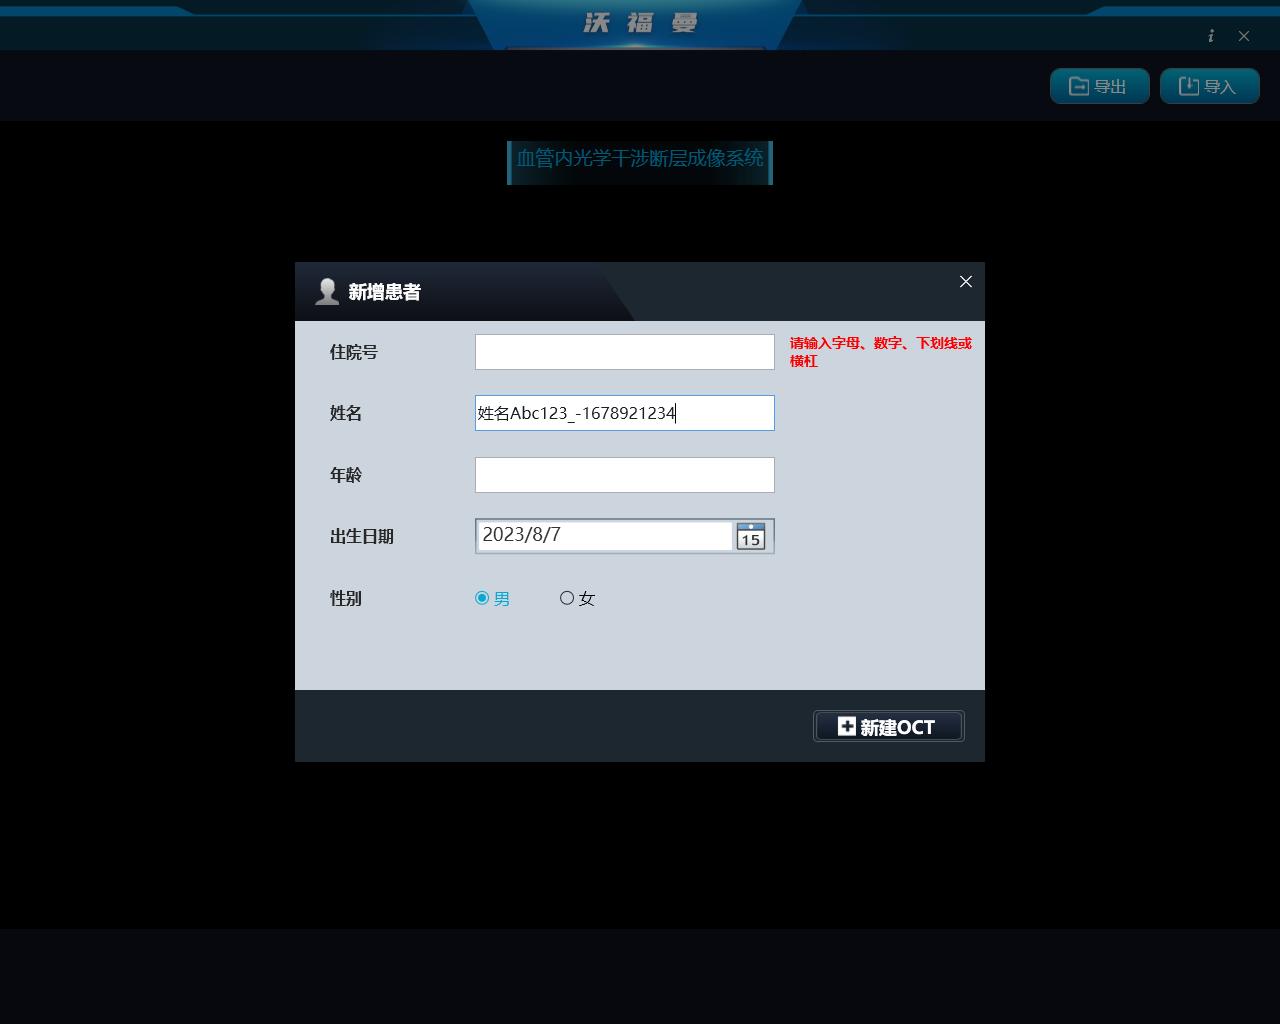 沃福曼
i
导出
导入
血管内光学干涉断层成像系统
新增患者
住院号
请输入字母、数字、下划线或
横杠
姓名
姓名Abc123_-1678921234
年龄
出生日期
2023/8/7
15
性别
男
女
新建OCT